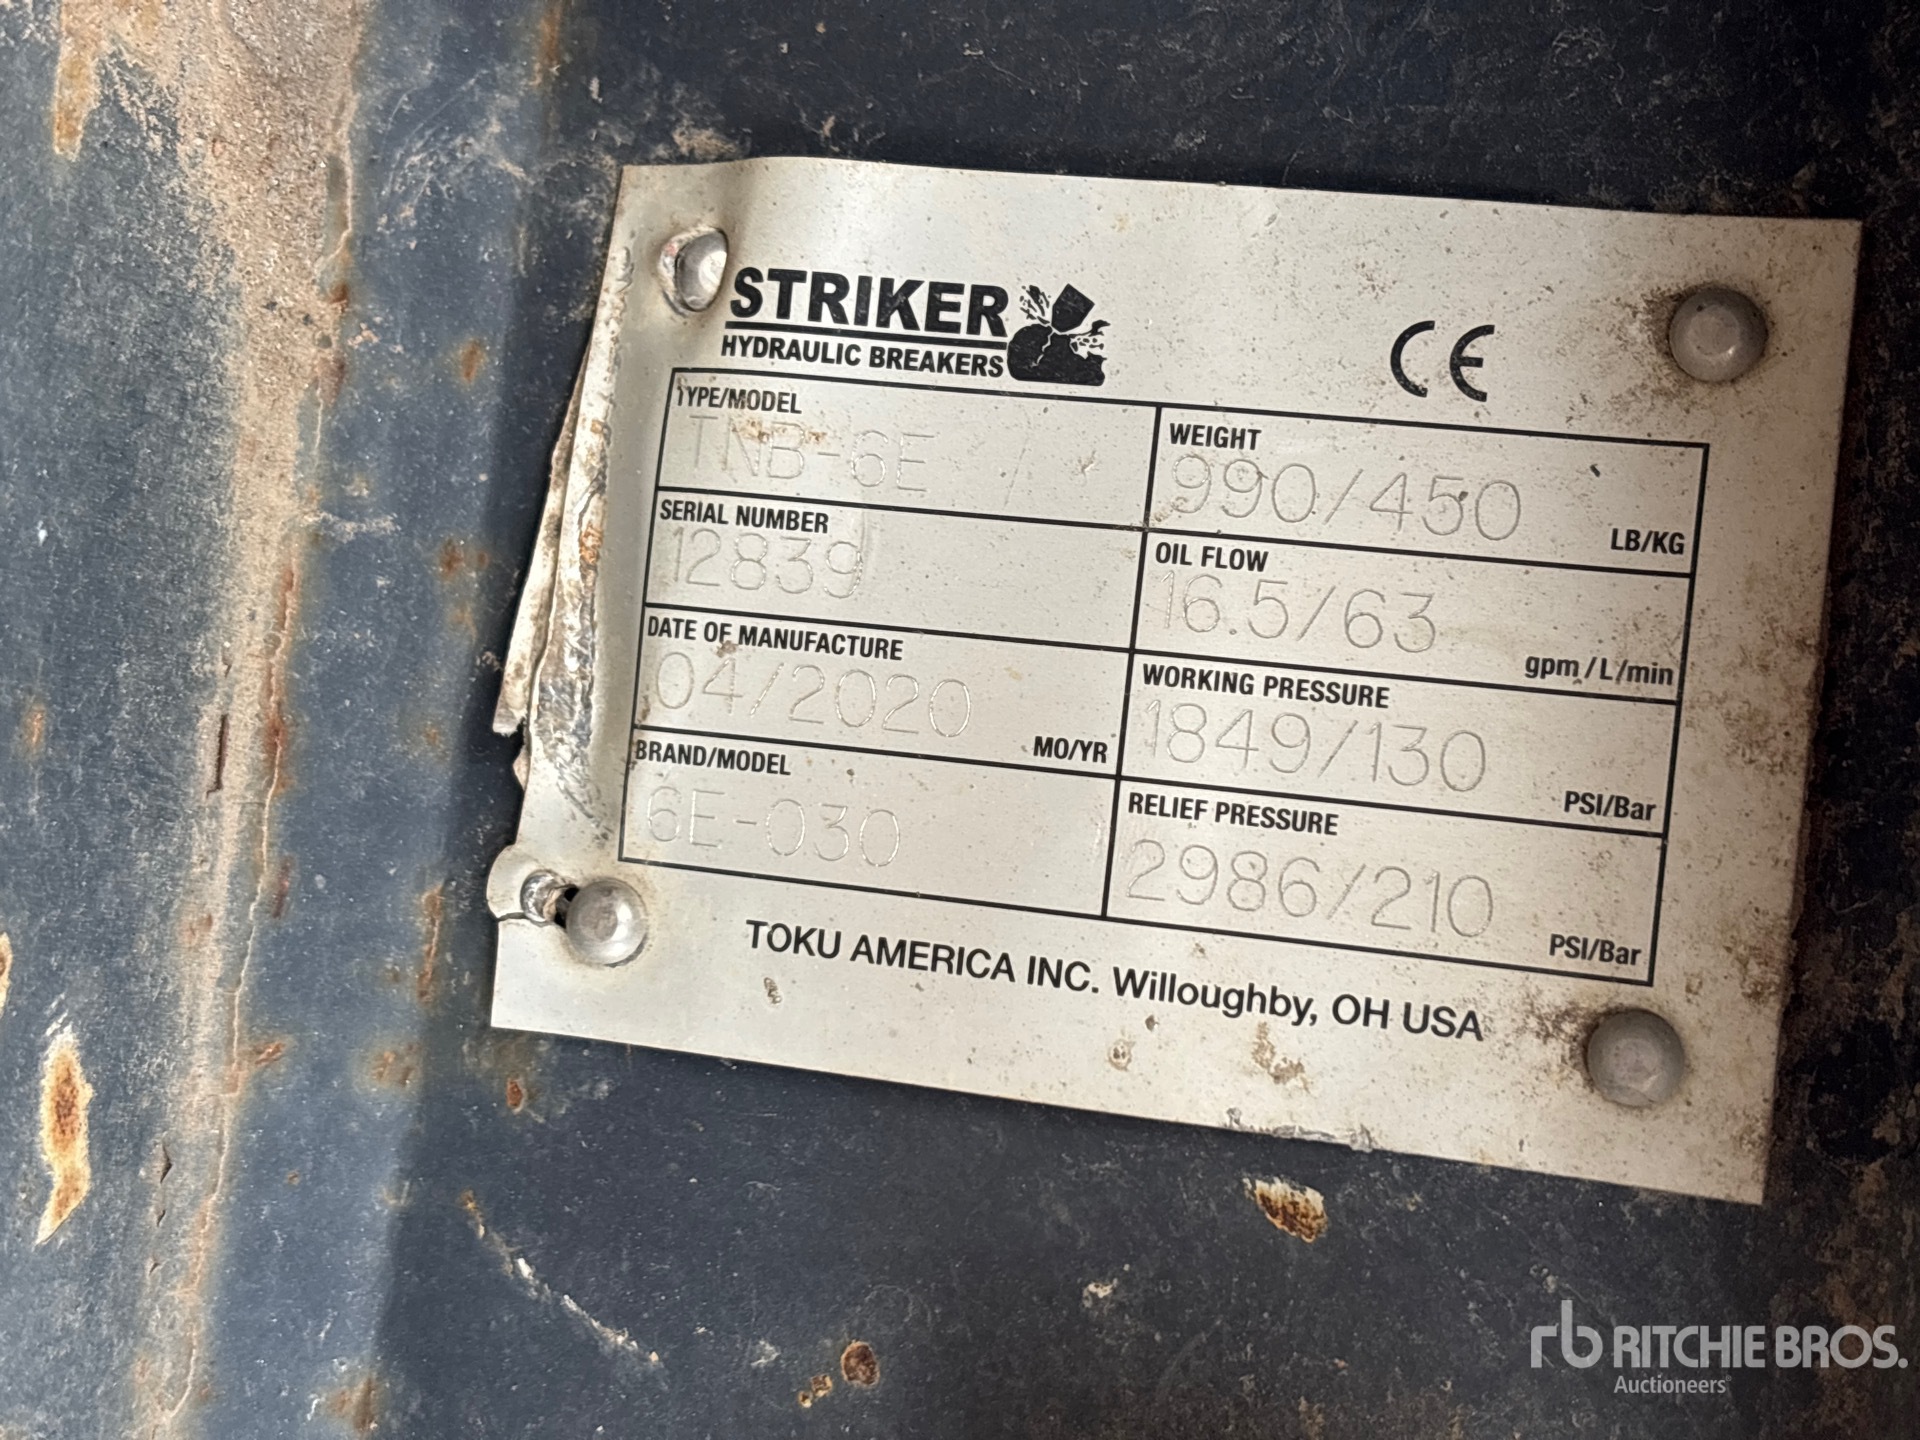 STRIKER
HYDRAULIC BREAKERS
CE
TYPE/MODEL
TNB-6E
WEIGHT
990/450
LB/KG
SERIAL NUMBER
12839
OIL FLOW
16.5/63
gpm/L/min
DATE OF MANUFACTURE
04/2020
MO/YR
WORKING PRESSURE
1849/130
PSI/Bar
BRAND/MODEL
6E-030
RELIEF PRESSURE
2986/210
PSI/Bar
TOKU AMERICA INC. Willoughby, OH USA
rb RITCHIE BROS.
Auctioneers